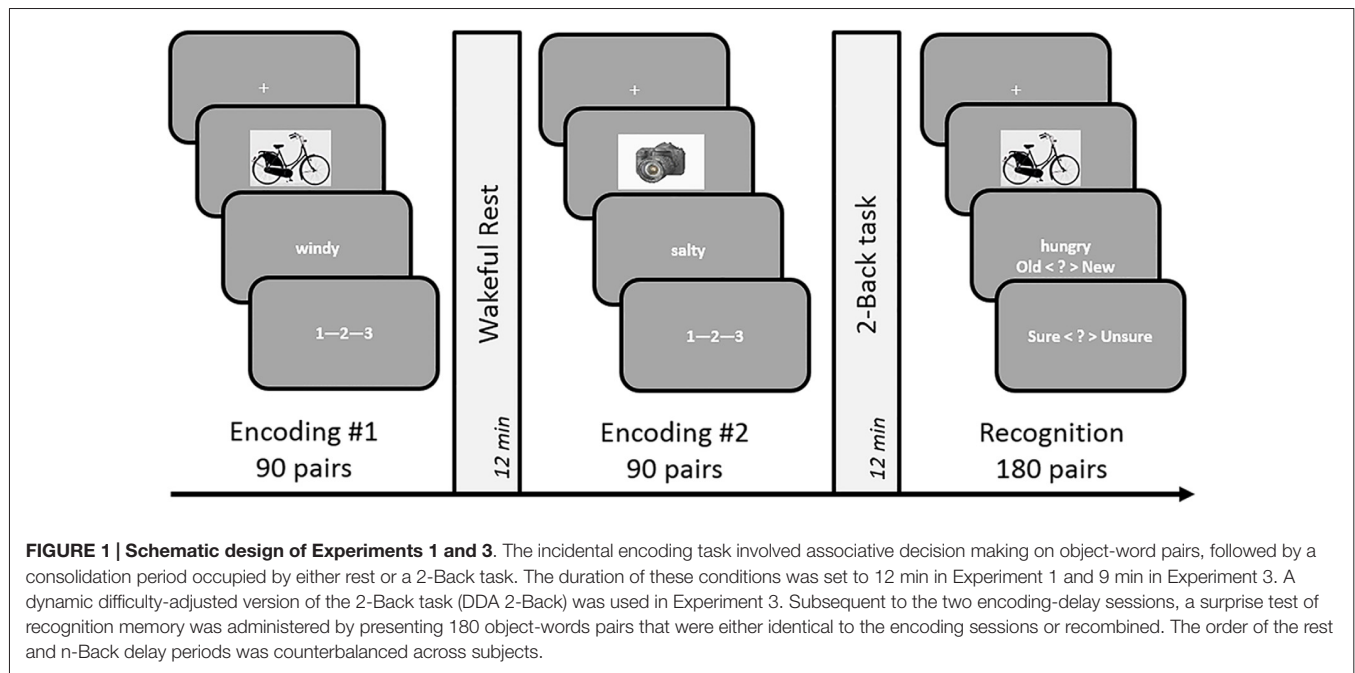 +
windy
1—2—3
Encoding #1
90 pairs
Wakeful Rest
12 min
+
salty
1—2—3
Encoding #2
90 pairs
2-Back task
12 min
+
hungry
Old < ? > New
Sure < ? > Unsure
Recognition
180 pairs
FIGURE 1 | Schematic design of Experiments 1 and 3. The incidental encoding task involved associative decision making on object-word pairs, followed by a
consolidation period occupied by either rest or a 2-Back task. The duration of these conditions was set to 12 min in Experiment 1 and 9 min in Experiment 3. A
dynamic difficulty-adjusted version of the 2-Back task (DDA 2-Back) was used in Experiment 3. Subsequent to the two encoding-delay sessions, a surprise test of
recognition memory was administered by presenting 180 object-words pairs that were either identical to the encoding sessions or recombined. The order of the rest
and n-Back delay periods was counterbalanced across subjects.